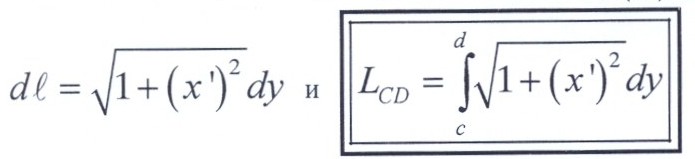 dℓ = √(1+(x')²) dy и L_CD = ∫_c^d √(1+(x')²) dy